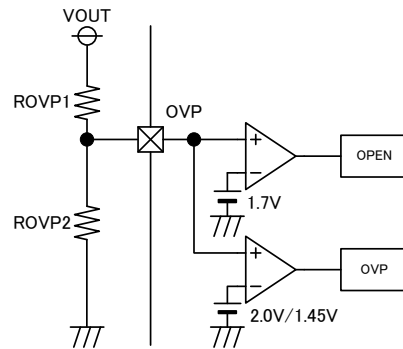 VOUT
ROVP1
OVP
OPEN
1.7V
ROVP2
OVP
2.0V/1.45V